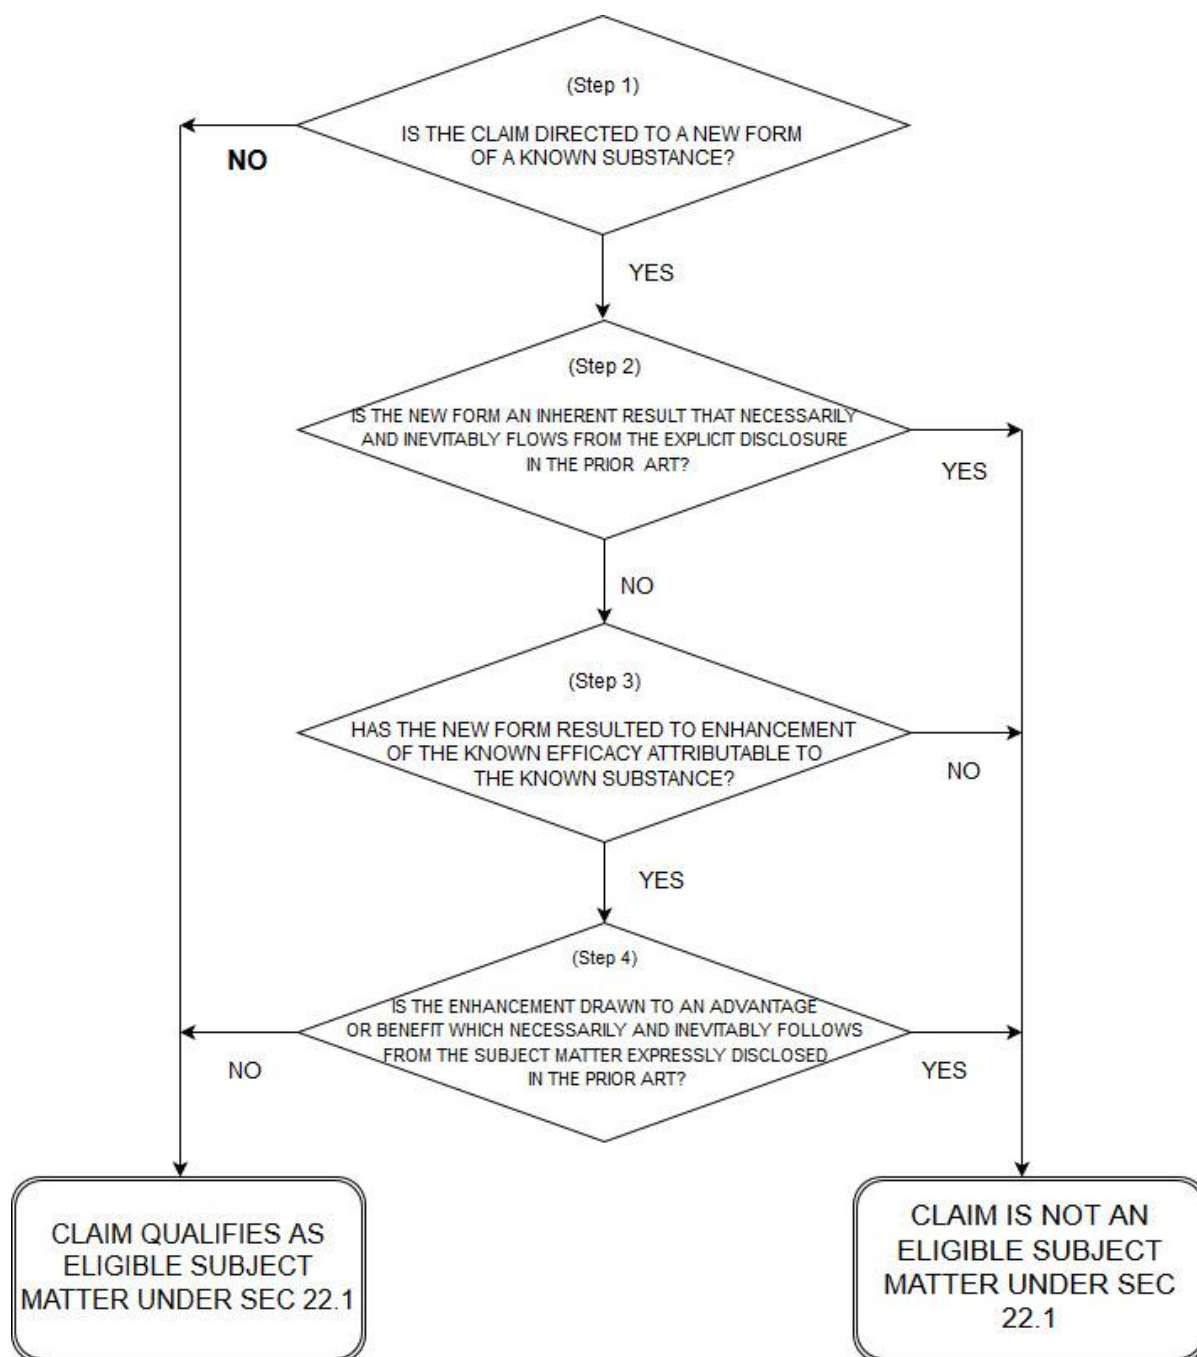 (Step 1)
IS THE CLAIM DIRECTED TO A NEW FORM
OF A KNOWN SUBSTANCE?
NO
YES
(Step 2)
IS THE NEW FORM AN INHERENT RESULT THAT NECESSARILY
AND INEVITABLY FLOWS FROM THE EXPLICIT DISCLOSURE
IN THE PRIOR ART?
YES
NO
(Step 3)
HAS THE NEW FORM RESULTED TO ENHANCEMENT
OF THE KNOWN EFFICACY ATTRIBUTABLE TO
THE KNOWN SUBSTANCE?
NO
YES
(Step 4)
IS THE ENHANCEMENT DRAWN TO AN ADVANTAGE
OR BENEFIT WHICH NECESSARILY AND INEVITABLY FOLLOWS
FROM THE SUBJECT MATTER EXPRESSLY DISCLOSED
IN THE PRIOR ART?
NO
YES
CLAIM QUALIFIES AS
ELIGIBLE SUBJECT
MATTER UNDER SEC 22.1
CLAIM IS NOT AN
ELIGIBLE SUBJECT
MATTER UNDER SEC
22.1